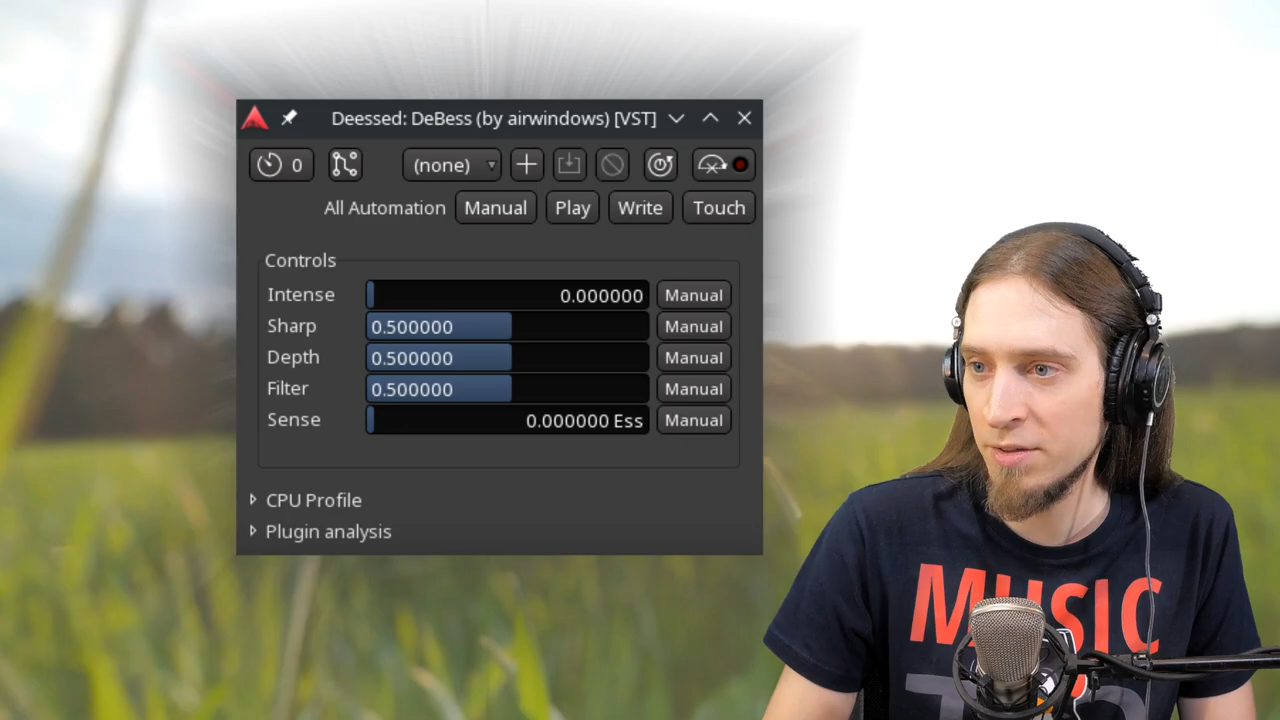 Deessed: DeBess (by airwindows) [VST]
0 (none)
All Automation Manual Play Write Touch
Controls
Intense 0.000000 Manual
Sharp 0.500000 Manual
Depth 0.500000 Manual
Filter 0.500000 Manual
Sense 0.000000 Ess Manual
CPU Profile
Plugin analysis
MUSIC